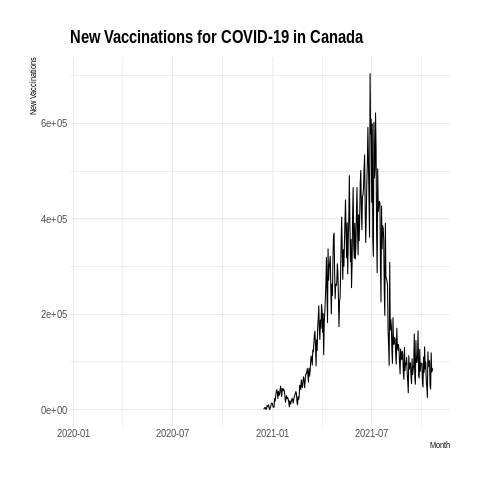 New Vaccinations for COVID-19 in Canada
New Vaccinations
6e+05
4e+05
2e+05
0e+00
2020-01
2020-07
2021-01
2021-07
Month